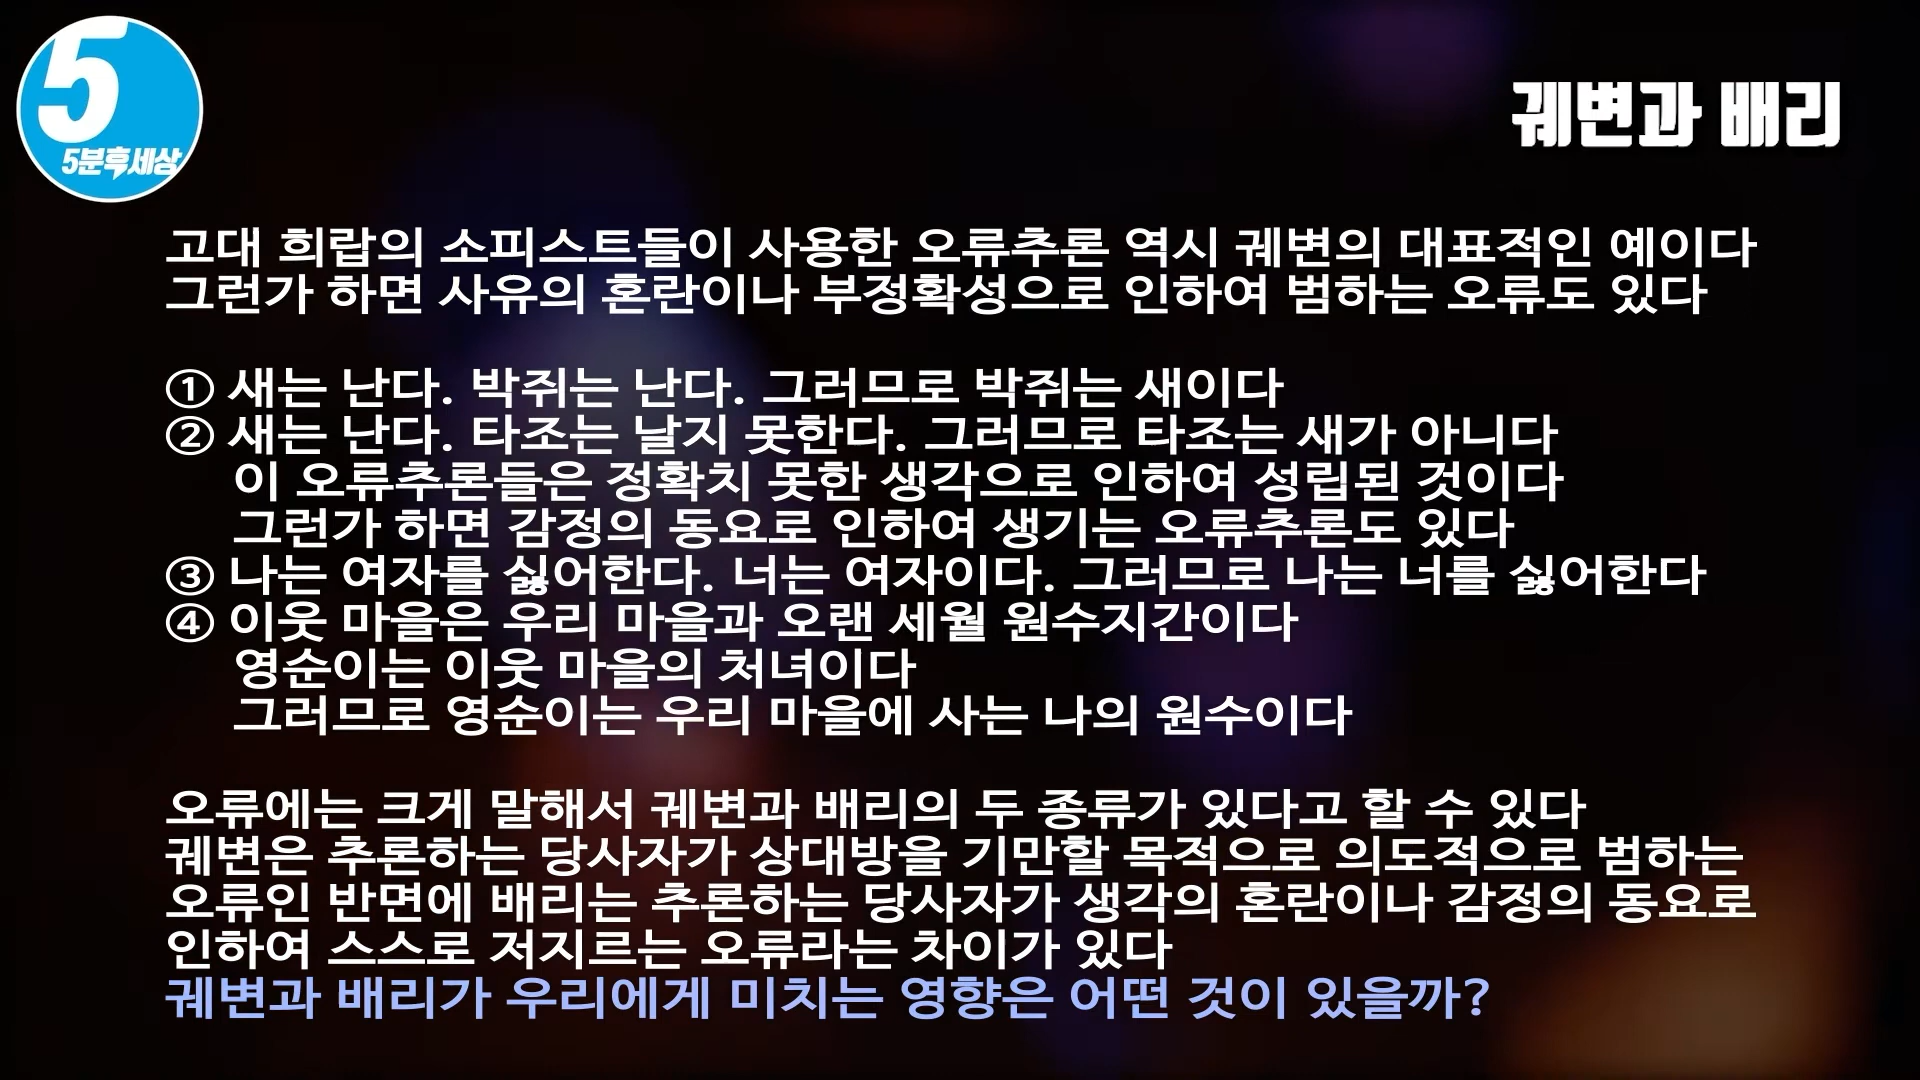 5
5분훅세상
궤변과 배리
고대 희랍의 소피스트들이 사용한 오류추론 역시 궤변의 대표적인 예이다
그런가 하면 사유의 혼란이나 부정확성으로 인하여 범하는 오류도 있다
① 새는 난다. 박쥐는 난다. 그러므로 박쥐는 새이다
② 새는 난다. 타조는 날지 못한다. 그러므로 타조는 새가 아니다
이 오류추론들은 정확치 못한 생각으로 인하여 성립된 것이다
그런가 하면 감정의 동요로 인하여 생기는 오류추론도 있다
③ 나는 여자를 싫어한다. 너는 여자이다. 그러므로 나는 너를 싫어한다
④ 이웃 마을은 우리 마을과 오랜 세월 원수지간이다
영순이는 이웃 마을의 처녀이다
그러므로 영순이는 우리 마을에 사는 나의 원수이다
오류에는 크게 말해서 궤변과 배리의 두 종류가 있다고 할 수 있다
궤변은 추론하는 당사자가 상대방을 기만할 목적으로 의도적으로 범하는
오류인 반면에 배리는 추론하는 당사자가 생각의 혼란이나 감정의 동요로
인하여 스스로 저지르는 오류라는 차이가 있다
궤변과 배리가 우리에게 미치는 영향은 어떤 것이 있을까?